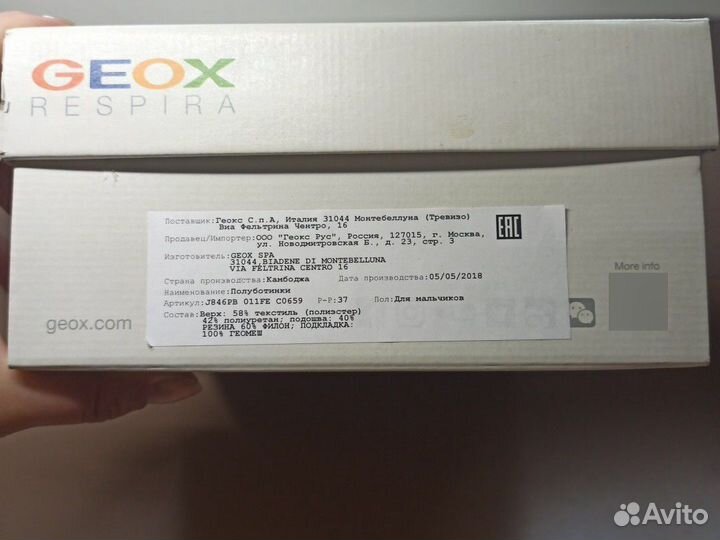 GEOX
RESPIRA
Поставщик:Геокс С.п.А, Италия 31044 Монтебеллуна (Тревизо)
Виа Фельтрина Центро, 16
Продавец/Импортер:ООО "Геокс Рус", Россия, 127015, г. Москва,
ул. Новодмитровская Б., д. 23, стр. 3
EAC
Изготовитель:GEOX SPA
31044,BIADENE DI MONTEBELLUNA
VIA FELTRINA CENTRO 16
Страна производства:Камбоджа Дата производства:05/05/2018
Наименование:Полуботинки
Артикул:J846PB 011FE C0659 Р-Р:37 Пол:Для мальчиков
Состав:Верх: 58% текстиль (полиэстер)
42% полиуретан; подошва: 40%
РЕЗИНА 60% ФИЛОН; ПОДКЛАДКА:
100% ГЕОМЕШ
geox.com
More info
Avito